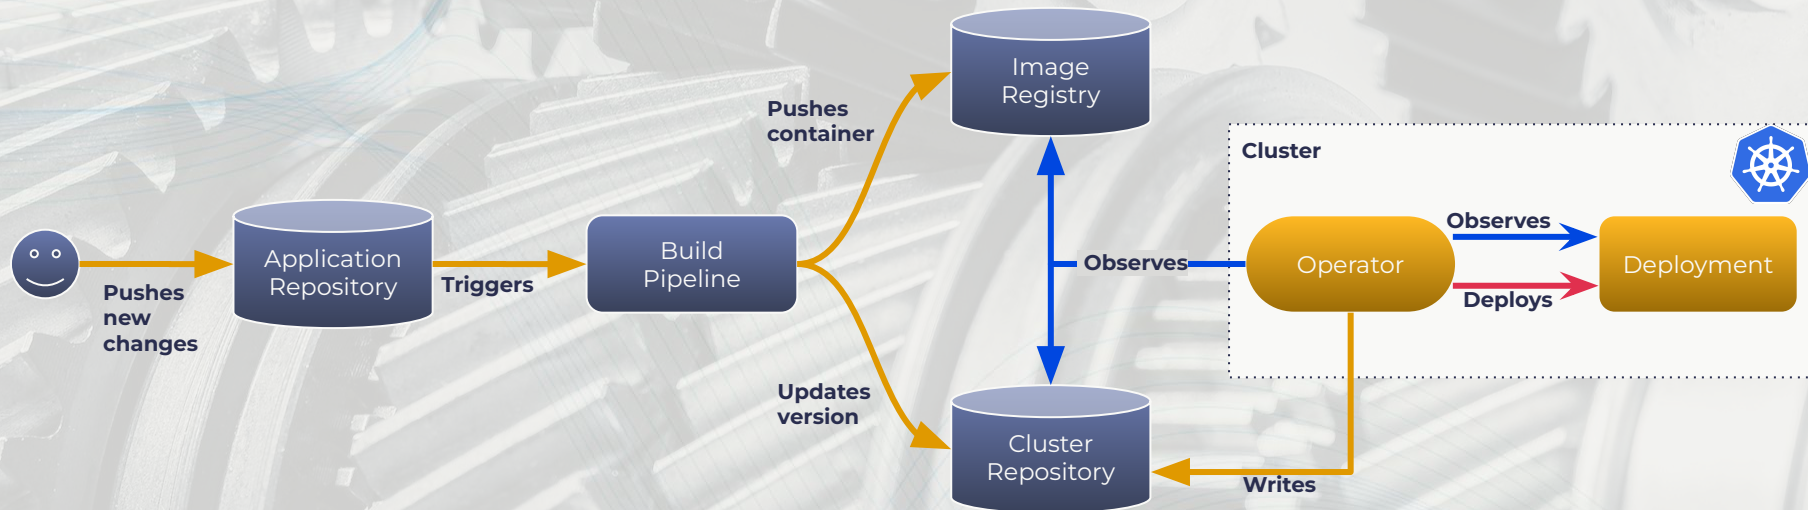 Image
Registry
Pushes
container
Cluster
Application
Repository
Pushes
new
changes
Triggers
Build
Pipeline
Observes
Operator
Observes
Deploys
Deployment
Updates
version
Cluster
Repository
Writes